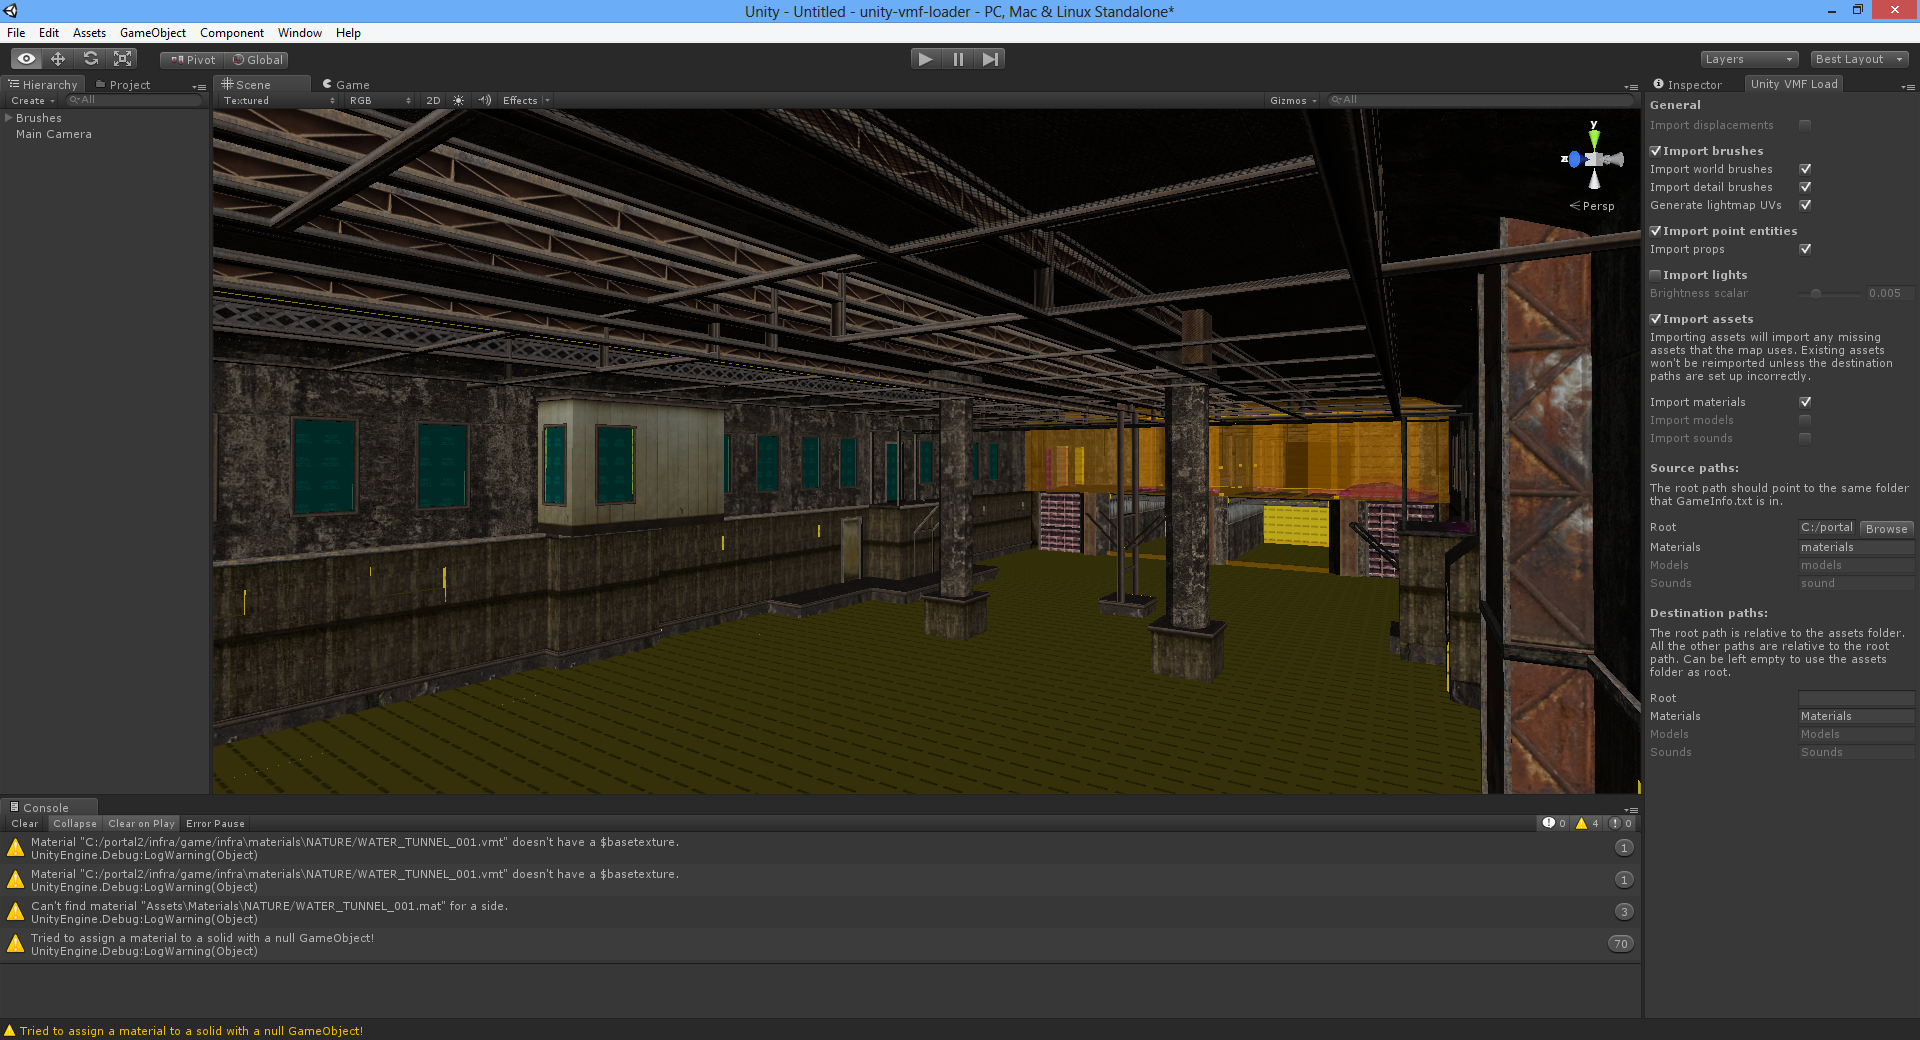 Unity - Untitled - unity-vmf-loader - PC, Mac & Linux Standalone*
File Edit Assets GameObject Component Window Help
Pivot Global Layers Best Layout
Hierarchy Project
Create All
Brushes
Main Camera
Scene Game
Textured RGB 2D Effects Gizmos All
y
z
Persp
Inspector Unity VMF Load
General
Import displacements
Import brushes
Import world brushes
Import detail brushes
Generate lightmap UVs
Import point entities
Import props
Import lights
Brightness scalar 0.005
Import assets
Importing assets will import any missing
assets that the map uses. Existing assets
won't be reimported unless the destination
paths are set up incorrectly.
Import materials
Import models
Import sounds
Source paths:
The root path should point to the same folder
that GameInfo.txt is in.
Root C:/portal Browse
Materials materials
Models models
Sounds sound
Destination paths:
The root path is relative to the assets folder.
All the other paths are relative to the root
path. Can be left empty to use the assets
folder as root.
Root
Materials Materials
Models Models
Sounds Sounds
Console
Clear Collapse Clear on Play Error Pause 0 4 0
Material "C:/portal2/infra/game/infra\materials\NATURE/WATER_TUNNEL_001.vmt" doesn't have a $basetexture.
UnityEngine.Debug:LogWarning(Object)
1
Material "C:/portal2/infra/game/infra\materials\NATURE/WATER_TUNNEL_001.vmt" doesn't have a $basetexture.
UnityEngine.Debug:LogWarning(Object)
1
Can't find material "Assets\Materials\NATURE/WATER_TUNNEL_001.mat" for a side.
UnityEngine.Debug:LogWarning(Object)
3
Tried to assign a material to a solid with a null GameObject!
UnityEngine.Debug:LogWarning(Object)
70
Tried to assign a material to a solid with a null GameObject!